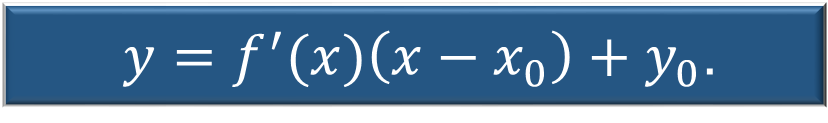 y = f′(x)(x − x₀) + y₀.